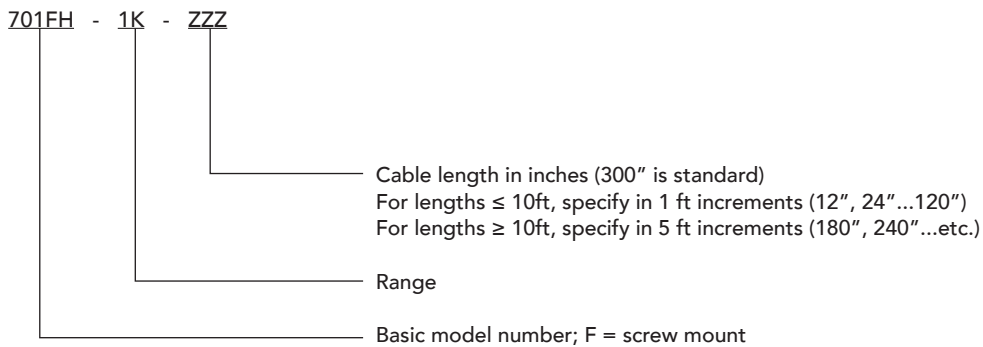 701FH - 1K - ZZZ
Cable length in inches (300” is standard)
For lengths ≤ 10ft, specify in 1 ft increments (12”, 24”...120”)
For lengths ≥ 10ft, specify in 5 ft increments (180”, 240”...etc.)
Range
Basic model number; F = screw mount